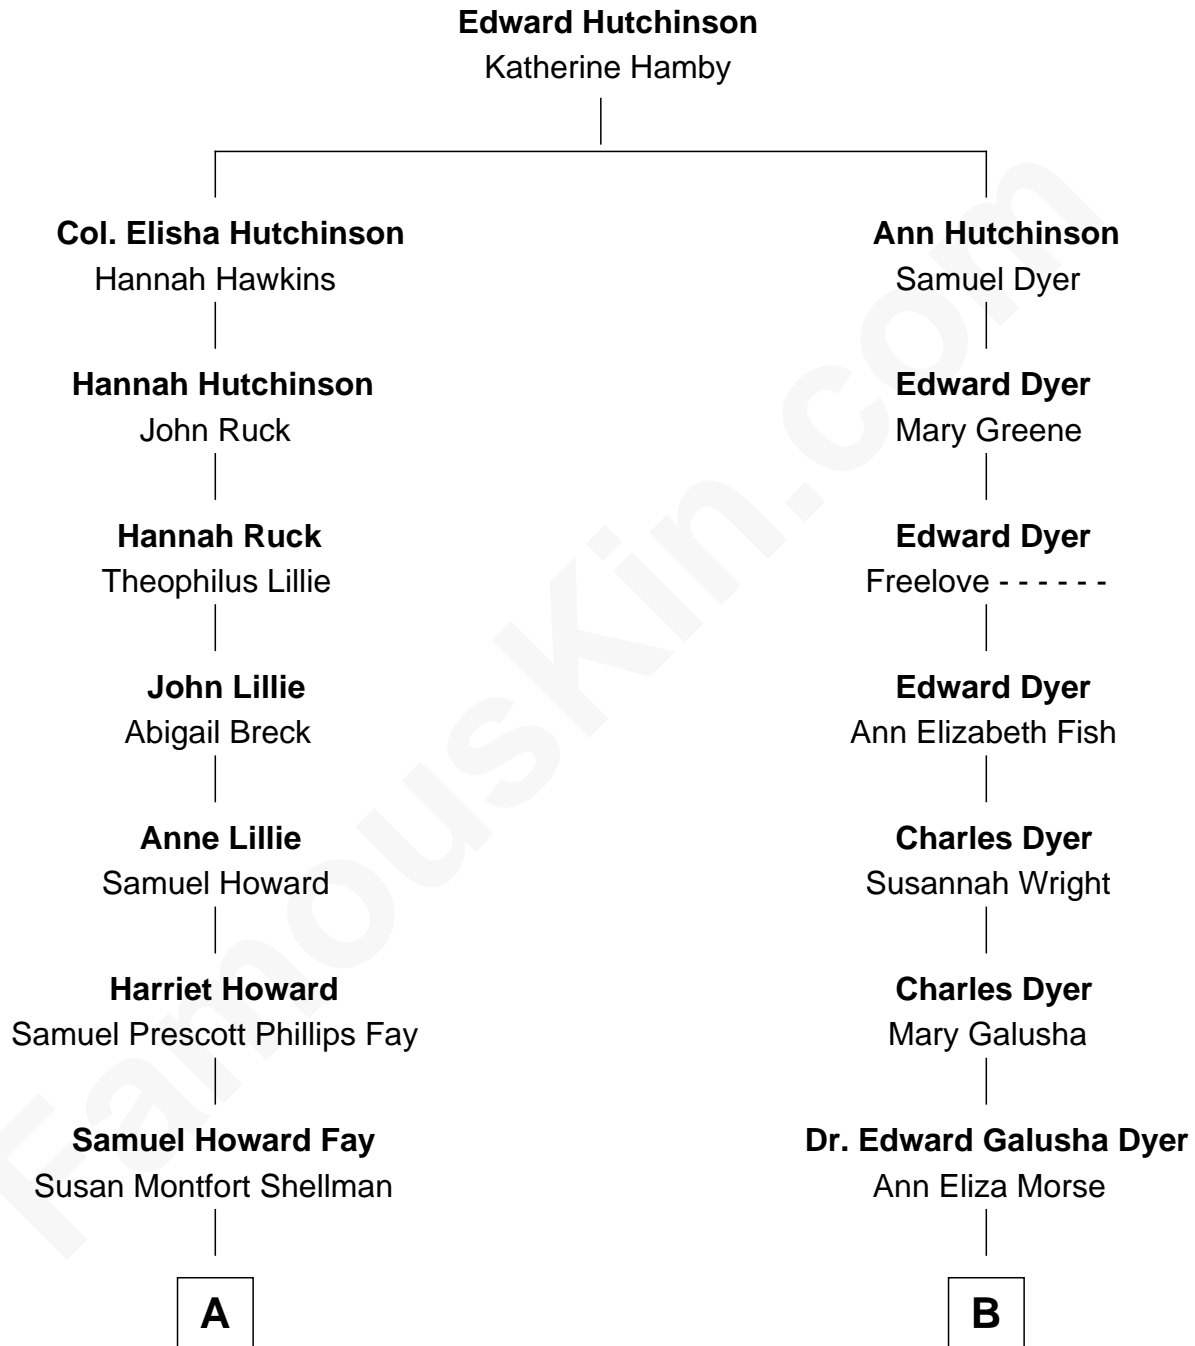 Edward Hutchinson
Katherine Hamby
Col. Elisha Hutchinson
Hannah Hawkins
Ann Hutchinson
Samuel Dyer
Hannah Hutchinson
John Ruck
Edward Dyer
Mary Greene
Hannah Ruck
Theophilus Lillie
Edward Dyer
Freelove - - - - - -
John Lillie
Abigail Breck
Edward Dyer
Ann Elizabeth Fish
Anne Lillie
Samuel Howard
Charles Dyer
Susannah Wright
Harriet Howard
Samuel Prescott Phillips Fay
Charles Dyer
Mary Galusha
Samuel Howard Fay
Susan Montfort Shellman
Dr. Edward Galusha Dyer
Ann Eliza Morse
A
B
FamousKin.com